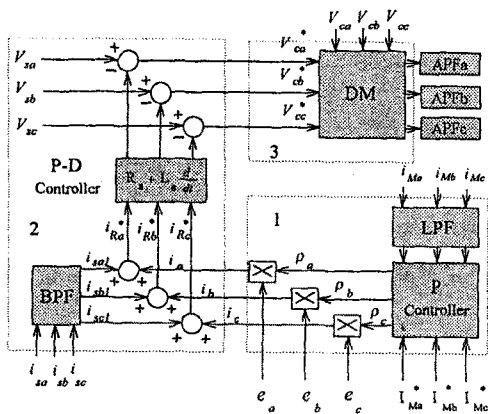 V_ca V_cb V_cc
V_sa + − V_ca* APFa
V_sb + − V_cb* DM APFb
V_sc + − V_cc* APFc
3
P-D
Controller
R_s + L_s d/dt
i_Ma i_Mb i_Mc
1
2
i_Ra* i_Rb* i_Rc*
LPF
i_sa1 + + i_a ρ_a
BPF i_sb1 + + i_b ρ_b P
Controller
i_sc1 + + i_c ρ_c
i_sa i_sb i_sc
e_a e_b e_c
I_Ma* I_Mb* I_Mc*